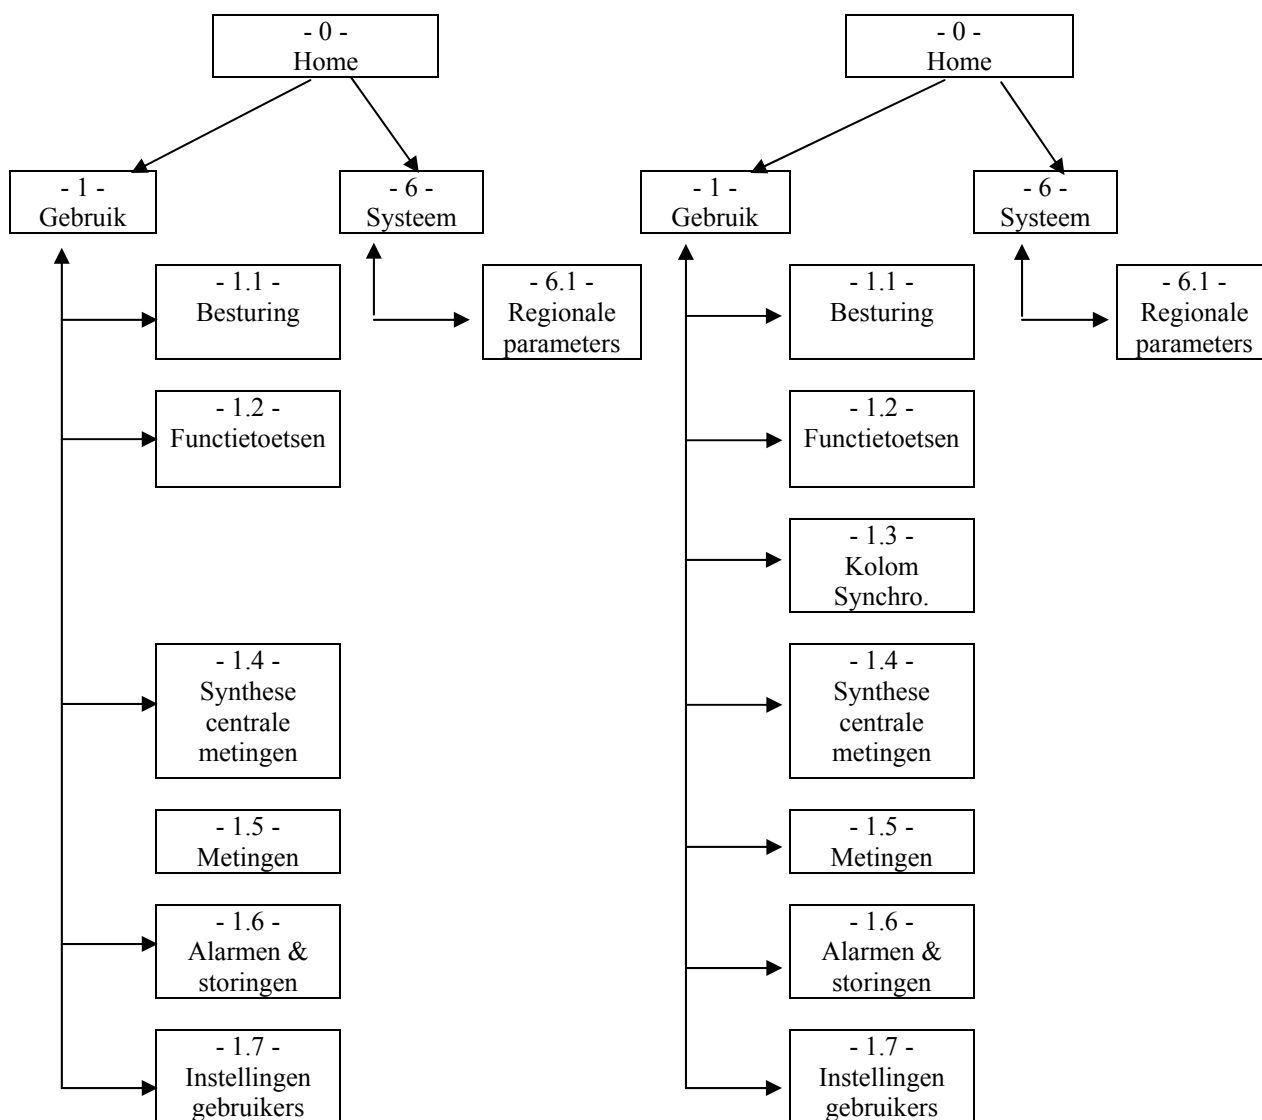 - 0 -
Home
- 1 -
Gebruik
- 6 -
Systeem
- 1.1 -
Besturing
- 6.1 -
Regionale
parameters
- 1.2 -
Functietoetsen
- 1.4 -
Synthese
centrale
metingen
- 1.5 -
Metingen
- 1.6 -
Alarmen &
storingen
- 1.7 -
Instellingen
gebruikers
- 0 -
Home
- 1 -
Gebruik
- 6 -
Systeem
- 1.1 -
Besturing
- 6.1 -
Regionale
parameters
- 1.2 -
Functietoetsen
- 1.3 -
Kolom
Synchro.
- 1.4 -
Synthese
centrale
metingen
- 1.5 -
Metingen
- 1.6 -
Alarmen &
storingen
- 1.7 -
Instellingen
gebruikers